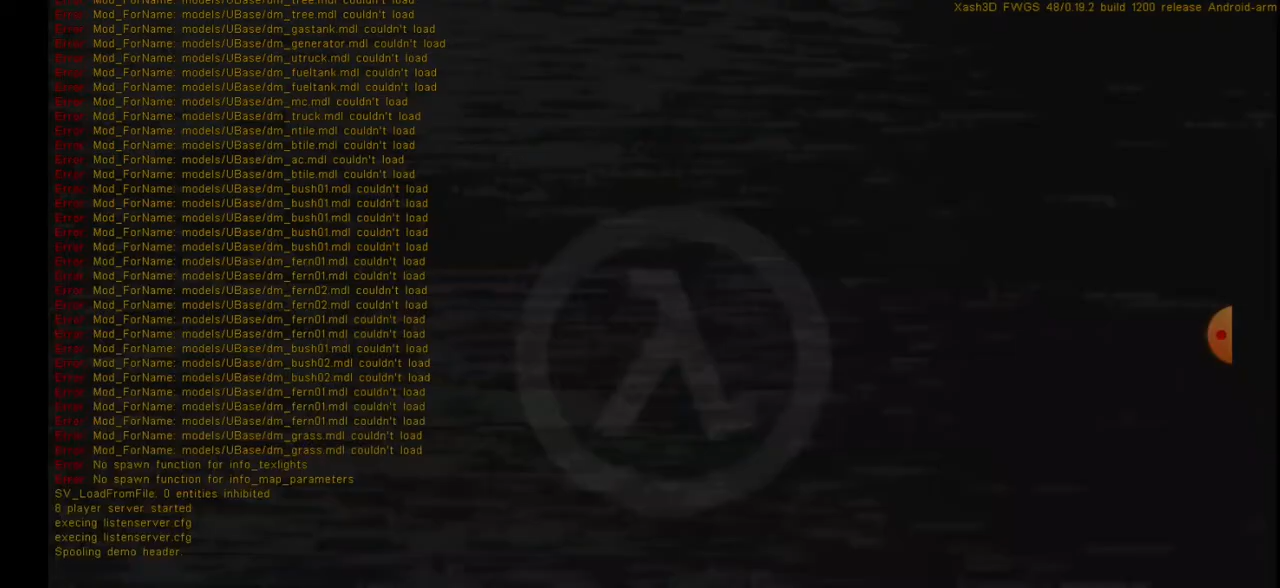 Xash3D FWGS 48/0.19.2 build 1200 release Android-arm
Error: Mod_ForName: models/UBase/dm_tree.mdl couldn't load
Error: Mod_ForName: models/UBase/dm_tree.mdl couldn't load
Error: Mod_ForName: models/UBase/dm_gastank.mdl couldn't load
Error: Mod_ForName: models/UBase/dm_generator.mdl couldn't load
Error: Mod_ForName: models/UBase/dm_utruck.mdl couldn't load
Error: Mod_ForName: models/UBase/dm_fueltank.mdl couldn't load
Error: Mod_ForName: models/UBase/dm_fueltank.mdl couldn't load
Error: Mod_ForName: models/UBase/dm_mc.mdl couldn't load
Error: Mod_ForName: models/UBase/dm_truck.mdl couldn't load
Error: Mod_ForName: models/UBase/dm_ntile.mdl couldn't load
Error: Mod_ForName: models/UBase/dm_btile.mdl couldn't load
Error: Mod_ForName: models/UBase/dm_ac.mdl couldn't load
Error: Mod_ForName: models/UBase/dm_btile.mdl couldn't load
Error: Mod_ForName: models/UBase/dm_bush01.mdl couldn't load
Error: Mod_ForName: models/UBase/dm_bush01.mdl couldn't load
Error: Mod_ForName: models/UBase/dm_bush01.mdl couldn't load
Error: Mod_ForName: models/UBase/dm_bush01.mdl couldn't load
Error: Mod_ForName: models/UBase/dm_bush01.mdl couldn't load
Error: Mod_ForName: models/UBase/dm_fern01.mdl couldn't load
Error: Mod_ForName: models/UBase/dm_fern01.mdl couldn't load
Error: Mod_ForName: models/UBase/dm_fern02.mdl couldn't load
Error: Mod_ForName: models/UBase/dm_fern02.mdl couldn't load
Error: Mod_ForName: models/UBase/dm_fern01.mdl couldn't load
Error: Mod_ForName: models/UBase/dm_fern01.mdl couldn't load
Error: Mod_ForName: models/UBase/dm_bush01.mdl couldn't load
Error: Mod_ForName: models/UBase/dm_bush02.mdl couldn't load
Error: Mod_ForName: models/UBase/dm_bush02.mdl couldn't load
Error: Mod_ForName: models/UBase/dm_fern01.mdl couldn't load
Error: Mod_ForName: models/UBase/dm_fern01.mdl couldn't load
Error: Mod_ForName: models/UBase/dm_fern01.mdl couldn't load
Error: Mod_ForName: models/UBase/dm_grass.mdl couldn't load
Error: Mod_ForName: models/UBase/dm_grass.mdl couldn't load
Error: No spawn function for info_texlights
Error: No spawn function for info_map_parameters
SV_LoadFromFile: 0 entities inhibited
8 player server started
execing listenserver.cfg
execing listenserver.cfg
Spooling demo header.